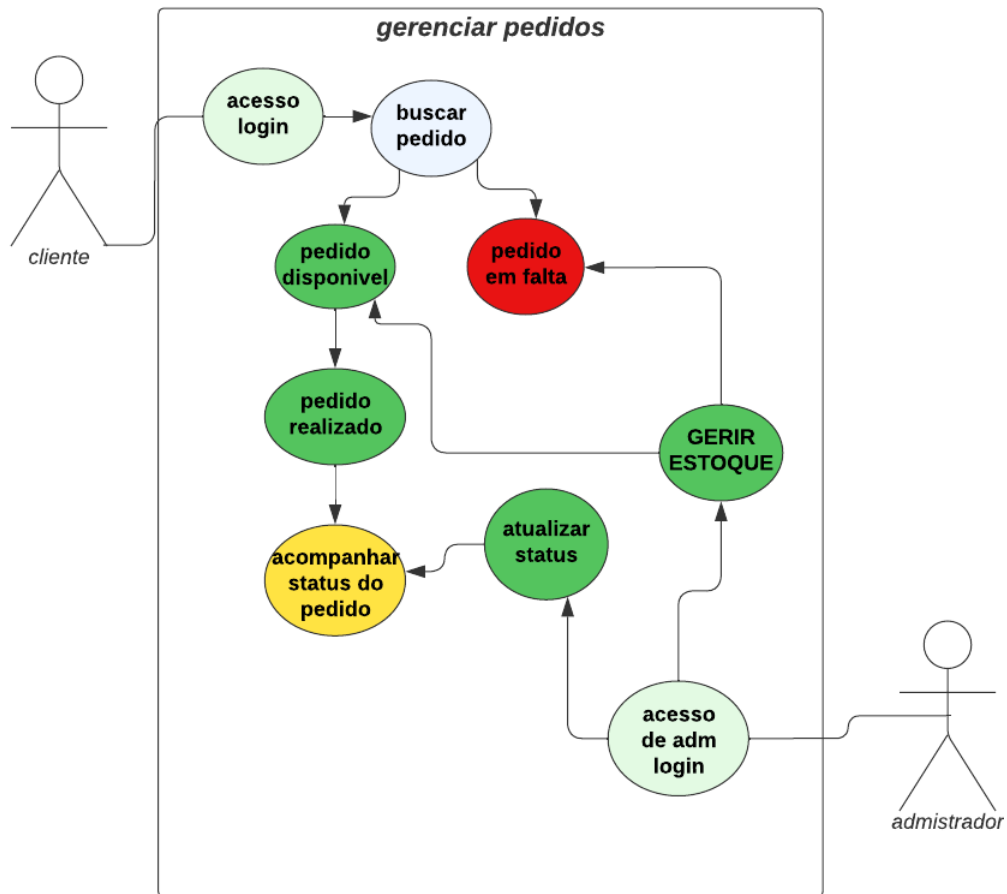 gerenciar pedidos
acesso
login
buscar
pedido
cliente
pedido
disponivel
pedido
em falta
pedido
realizado
GERIR
ESTOQUE
atualizar
status
acompanhar
status do
pedido
acesso
de adm
login
admistrador